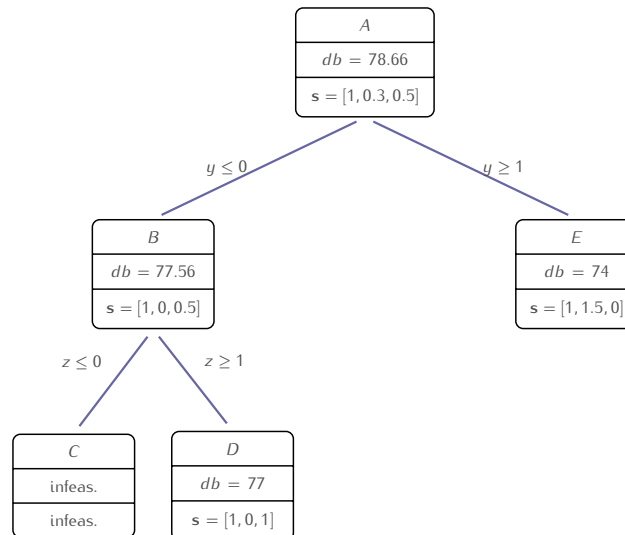 A
db = 78.66
s = [1, 0.3, 0.5]
y ≤ 0
y ≥ 1
B
db = 77.56
s = [1, 0, 0.5]
E
db = 74
s = [1, 1.5, 0]
z ≤ 0
z ≥ 1
C
infeas.
infeas.
D
db = 77
s = [1, 0, 1]